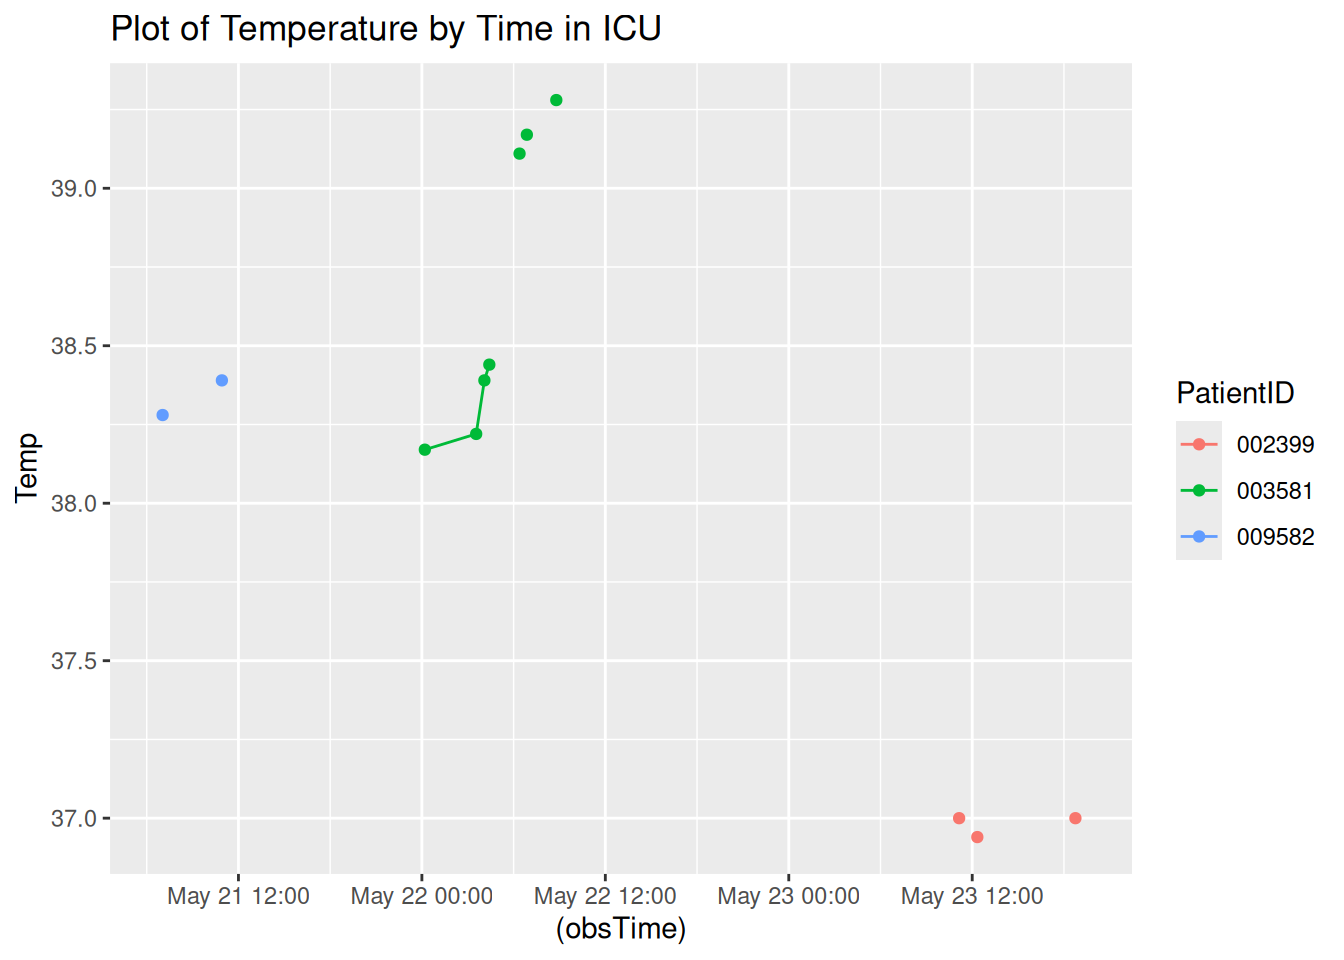 Plot of Temperature by Time in ICU
39.0
38.5
38.0
37.5
37.0
Temp
May 21 12:00
May 22 00:00
May 22 12:00
May 23 00:00
May 23 12:00
(obsTime)
PatientID
002399
003581
009582